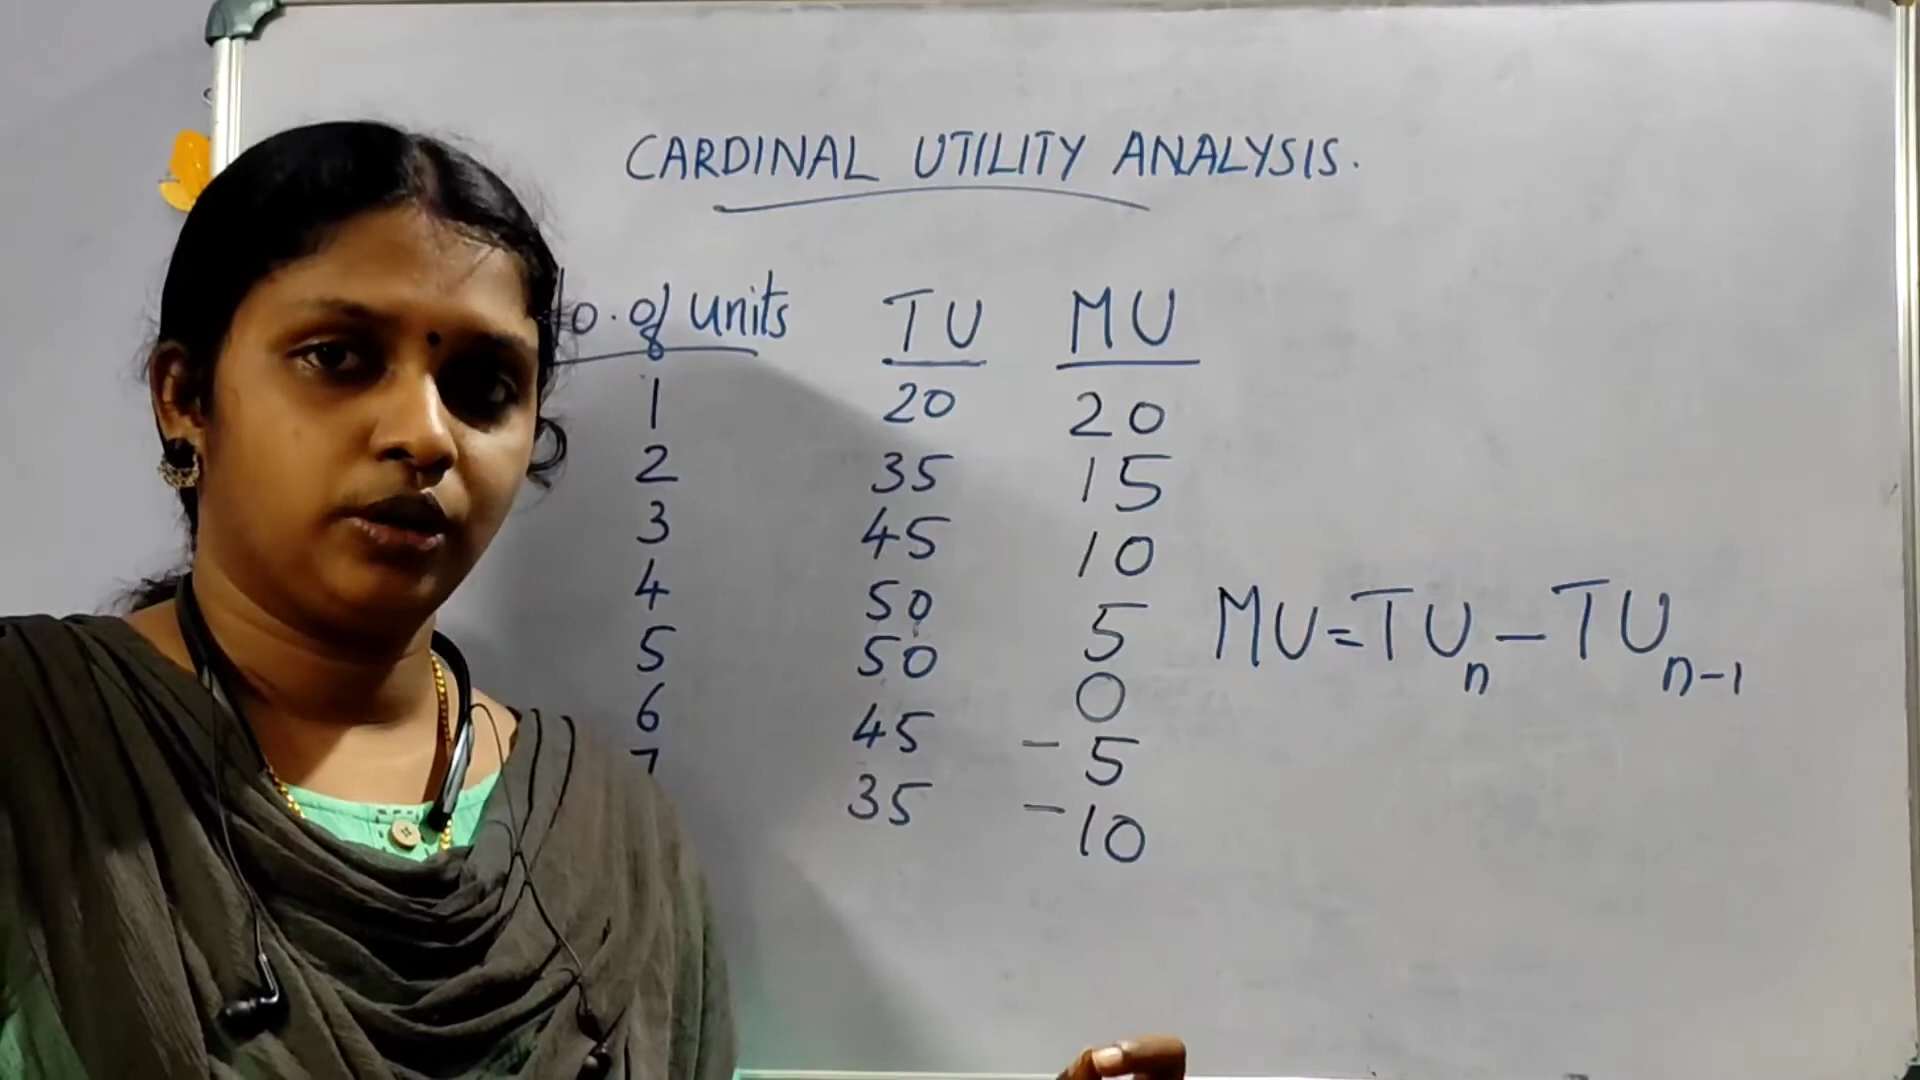 CARDINAL UTILITY ANALYSIS.
o. of units TU MU
1 20 20
2 35 15
3 45 10
4 50 5
MU=TUn-TUn-1
5 50 0
6 45 -5
7 35 -10